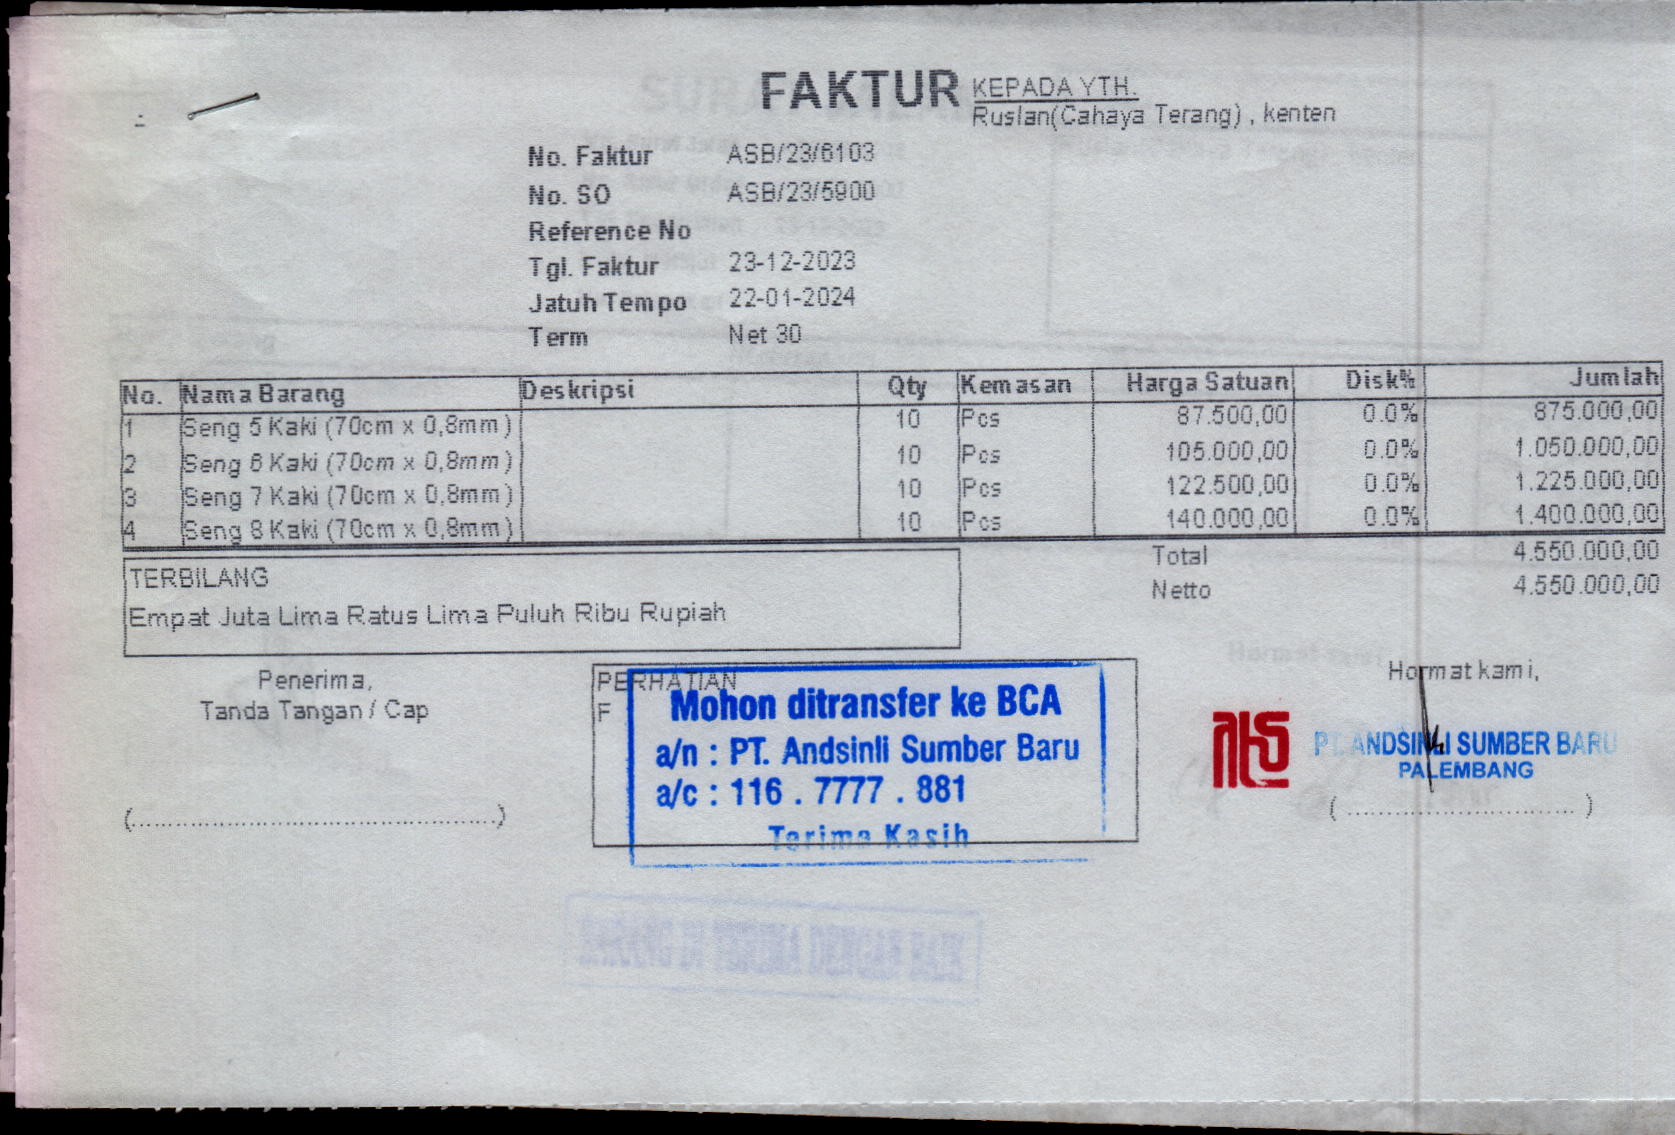 FAKTUR
KEPADA YTH.
Ruslan(Cahaya Terang) , kenten
No. Faktur ASB/23/6103
No. SO ASB/23/5900
Reference No
Tgl. Faktur 23-12-2023
Jatuh Tempo 22-01-2024
Term Net 30
No. Nama Barang Deskripsi Qty Kemasan Harga Satuan Disk% Jumlah
1 Seng 5 Kaki (70cm x 0,8mm) 10 Pcs 87.500,00 0.0% 875.000,00
2 Seng 6 Kaki (70cm x 0,8mm) 10 Pcs 105.000,00 0.0% 1.050.000,00
3 Seng 7 Kaki (70cm x 0,8mm) 10 Pcs 122.500,00 0.0% 1.225.000,00
4 Seng 8 Kaki (70cm x 0,8mm) 10 Pcs 140.000,00 0.0% 1.400.000,00
Total 4.550.000,00
Netto 4.550.000,00
TERBILANG
Empat Juta Lima Ratus Lima Puluh Ribu Rupiah
Penerima,
Tanda Tangan / Cap
(................................................)
PERHATIAN
F
Mohon ditransfer ke BCA
a/n : PT. Andsinli Sumber Baru
a/c : 116 . 7777 . 881
Terima Kasih
Hormat kami,
PT. ANDSINLI SUMBER BARU
PALEMBANG
( .............................. )